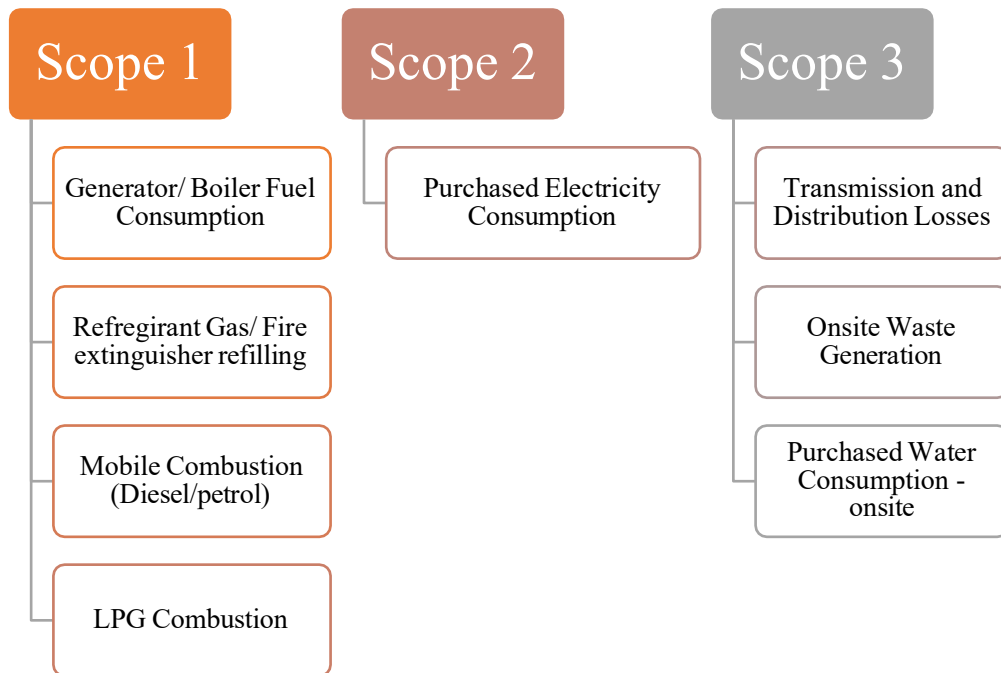 Scope 1
Generator/ Boiler Fuel
Consumption
Refregirant Gas/ Fire
extinguisher refilling
Mobile Combustion
(Diesel/petrol)
LPG Combustion
Scope 2
Purchased Electricity
Consumption
Scope 3
Transmission and
Distribution Losses
Onsite Waste
Generation
Purchased Water
Consumption -
onsite